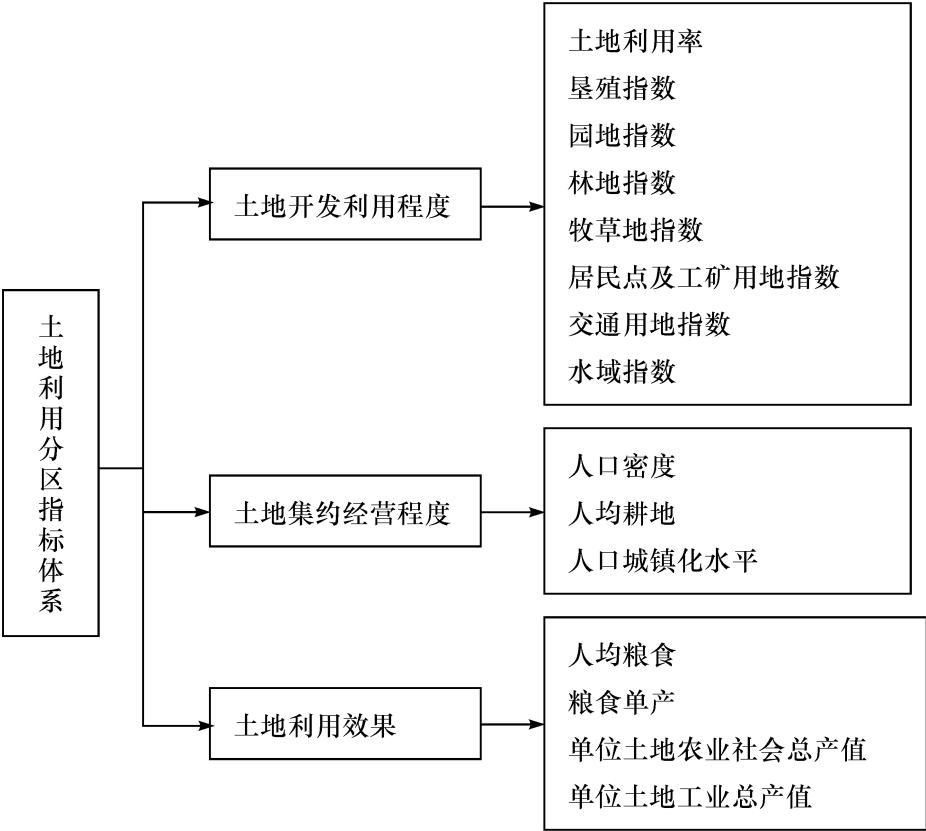 土地利用分区指标体系
土地开发利用程度
土地利用率
垦殖指数
园地指数
林地指数
牧草地指数
居民点及工矿用地指数
交通用地指数
水域指数
土地集约经营程度
人口密度
人均耕地
人口城镇化水平
土地利用效果
人均粮食
粮食单产
单位土地农业社会总产值
单位土地工业总产值